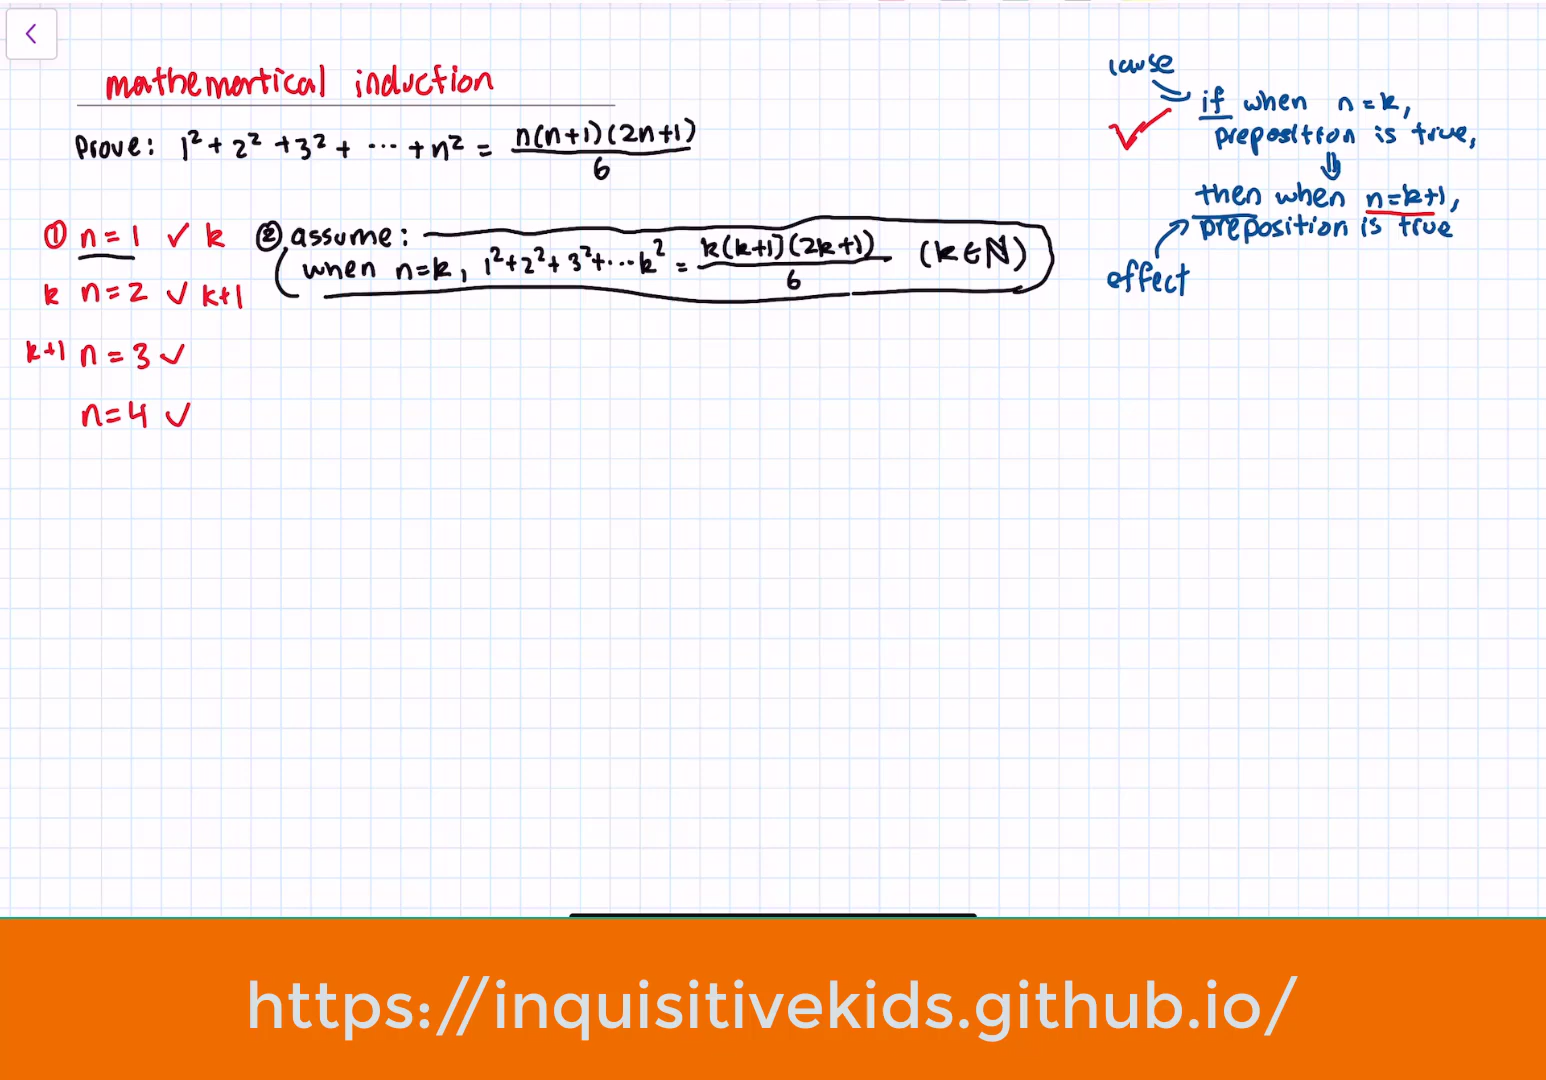 mathemortical induction
Prove: 1² + 2² + 3² + ... + n² = n(n+1)(2n+1)/6
① n = 1 ✓ k
k n = 2 ✓ k+1
k+1 n = 3 ✓
n = 4 ✓
② assume:
when n=k, 1²+2²+3²+...k² = k(k+1)(2k+1)/6 (k∈ℕ)
cause
if when n = k,
✓ preposition is true,
⇓
then when n=k+1,
preposition is true
effect
https://inquisitivekids.github.io/